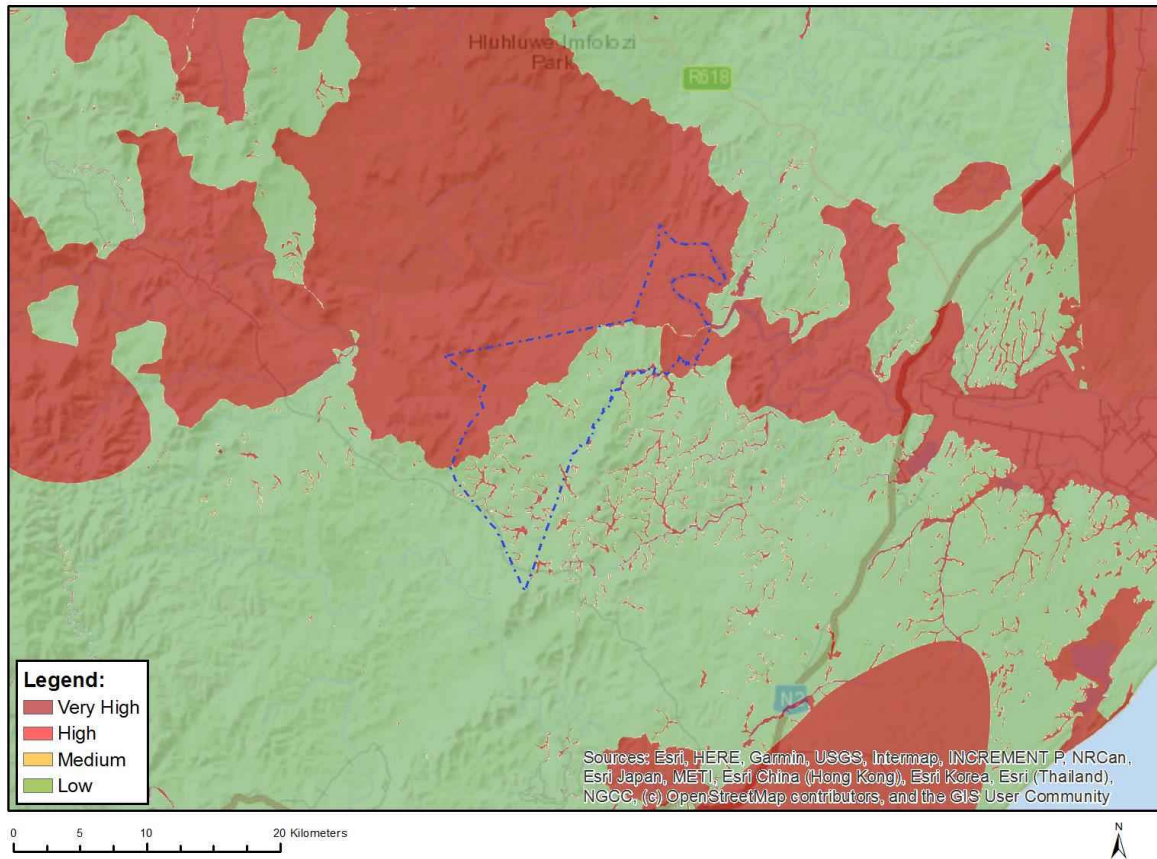 Hluhluwe-Imfolozi
Park
R618
N2
Legend:
Very High
High
Medium
Low
Sources: Esri, HERE, Garmin, USGS, Intermap, INCREMENT P, NRCan,
Esri Japan, METI, Esri China (Hong Kong), Esri Korea, Esri (Thailand),
NGCC, (c) OpenStreetMap contributors, and the GIS User Community
0 5 10 20 Kilometers
N